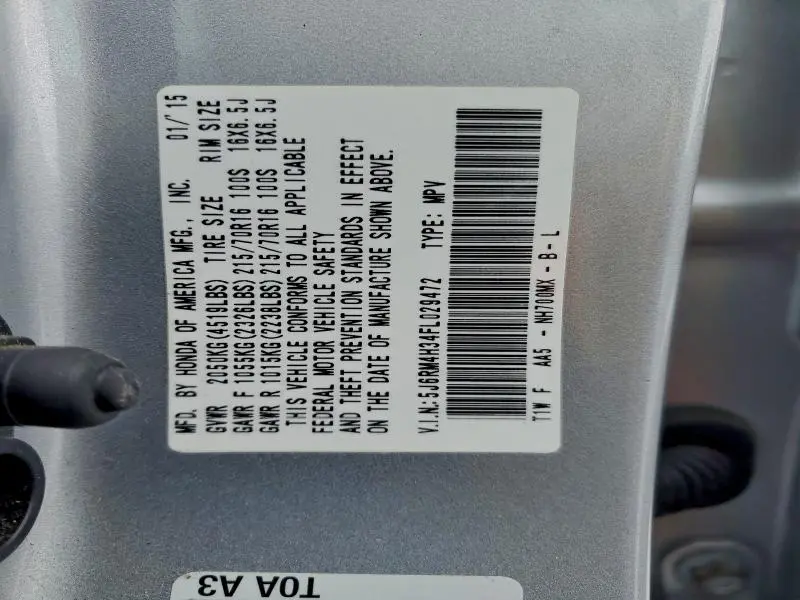 MFD. BY HONDA OF AMERICA MFG., INC. 01/'15
GVWR 2050KG(4519LBS) TIRE SIZE RIM SIZE
GAWR F 1055KG(2326LBS) 215/70R16 100S 16X6.5J
GAWR R 1015KG(2238LBS) 215/70R16 100S 16X6.5J
THIS VEHICLE CONFORMS TO ALL APPLICABLE
FEDERAL MOTOR VEHICLE SAFETY
AND THEFT PREVENTION STANDARDS IN EFFECT
ON THE DATE OF MANUFACTURE SHOWN ABOVE.
V.I.N.: 5J6RM4H34FL029472 TYPE: MPV
T1W F AA5 - NH700MX - B - L
T0A A3